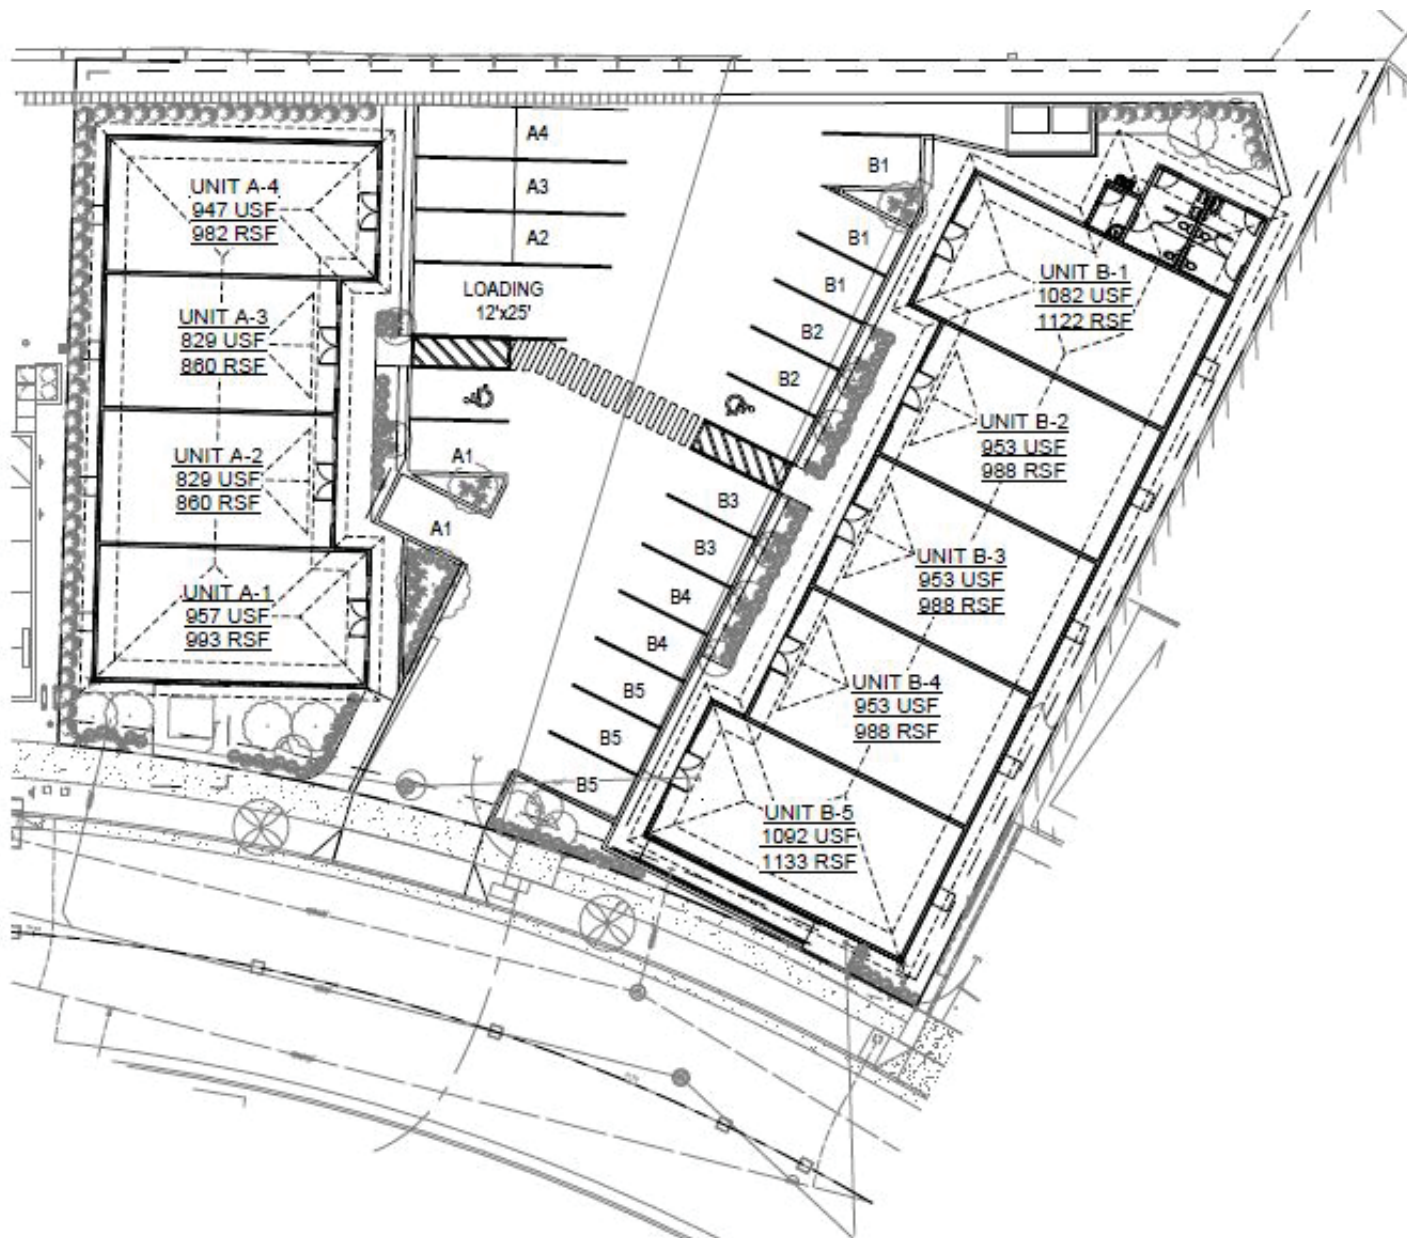 UNIT A-4
947 USF
982 RSF
UNIT A-3
829 USF
860 RSF
UNIT A-2
829 USF
860 RSF
UNIT A-1
957 USF
993 RSF
A4
A3
A2
LOADING
12'x25'
A1
A1
B1
B1
B1
B2
B2
B3
B3
B4
B4
B5
B5
B5
UNIT B-1
1082 USF
1122 RSF
UNIT B-2
953 USF
988 RSF
UNIT B-3
953 USF
988 RSF
UNIT B-4
953 USF
988 RSF
UNIT B-5
1092 USF
1133 RSF